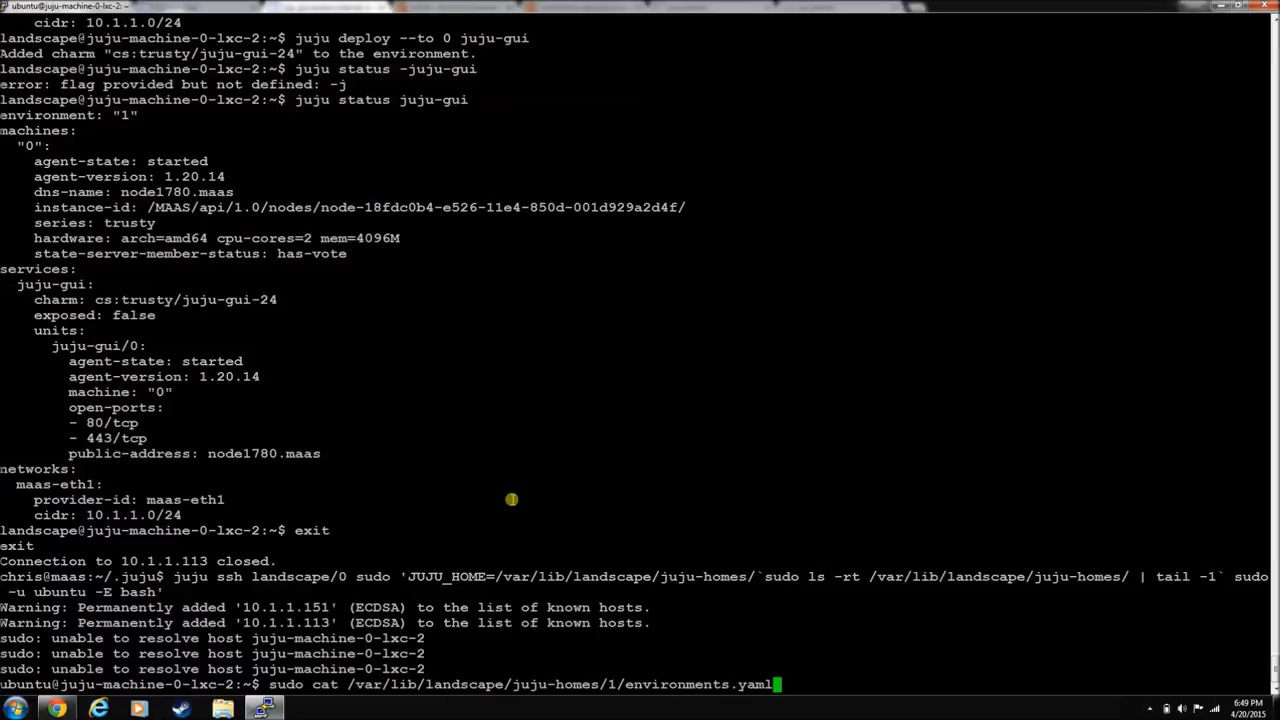 ubuntu@juju-machine-0-lxc-2: ~
cidr: 10.1.1.0/24
landscape@juju-machine-0-lxc-2:~$ juju deploy --to 0 juju-gui
Added charm "cs:trusty/juju-gui-24" to the environment.
landscape@juju-machine-0-lxc-2:~$ juju status -juju-gui
error: flag provided but not defined: -j
landscape@juju-machine-0-lxc-2:~$ juju status juju-gui
environment: "1"
machines:
"0":
agent-state: started
agent-version: 1.20.14
dns-name: node1780.maas
instance-id: /MAAS/api/1.0/nodes/node-18fdc0b4-e526-11e4-850d-001d929a2d4f/
series: trusty
hardware: arch=amd64 cpu-cores=2 mem=4096M
state-server-member-status: has-vote
services:
juju-gui:
charm: cs:trusty/juju-gui-24
exposed: false
units:
juju-gui/0:
agent-state: started
agent-version: 1.20.14
machine: "0"
open-ports:
- 80/tcp
- 443/tcp
public-address: node1780.maas
networks:
maas-eth1:
provider-id: maas-eth1
cidr: 10.1.1.0/24
landscape@juju-machine-0-lxc-2:~$ exit
exit
Connection to 10.1.1.113 closed.
chris@maas:~/.juju$ juju ssh landscape/0 sudo 'JUJU_HOME=/var/lib/landscape/juju-homes/`sudo ls -rt /var/lib/landscape/juju-homes/ | tail -1` sudo
-u ubuntu -E bash'
Warning: Permanently added '10.1.1.151' (ECDSA) to the list of known hosts.
Warning: Permanently added '10.1.1.113' (ECDSA) to the list of known hosts.
sudo: unable to resolve host juju-machine-0-lxc-2
sudo: unable to resolve host juju-machine-0-lxc-2
sudo: unable to resolve host juju-machine-0-lxc-2
ubuntu@juju-machine-0-lxc-2:~$ sudo cat /var/lib/landscape/juju-homes/1/environments.yaml
6:49 PM
4/20/2015